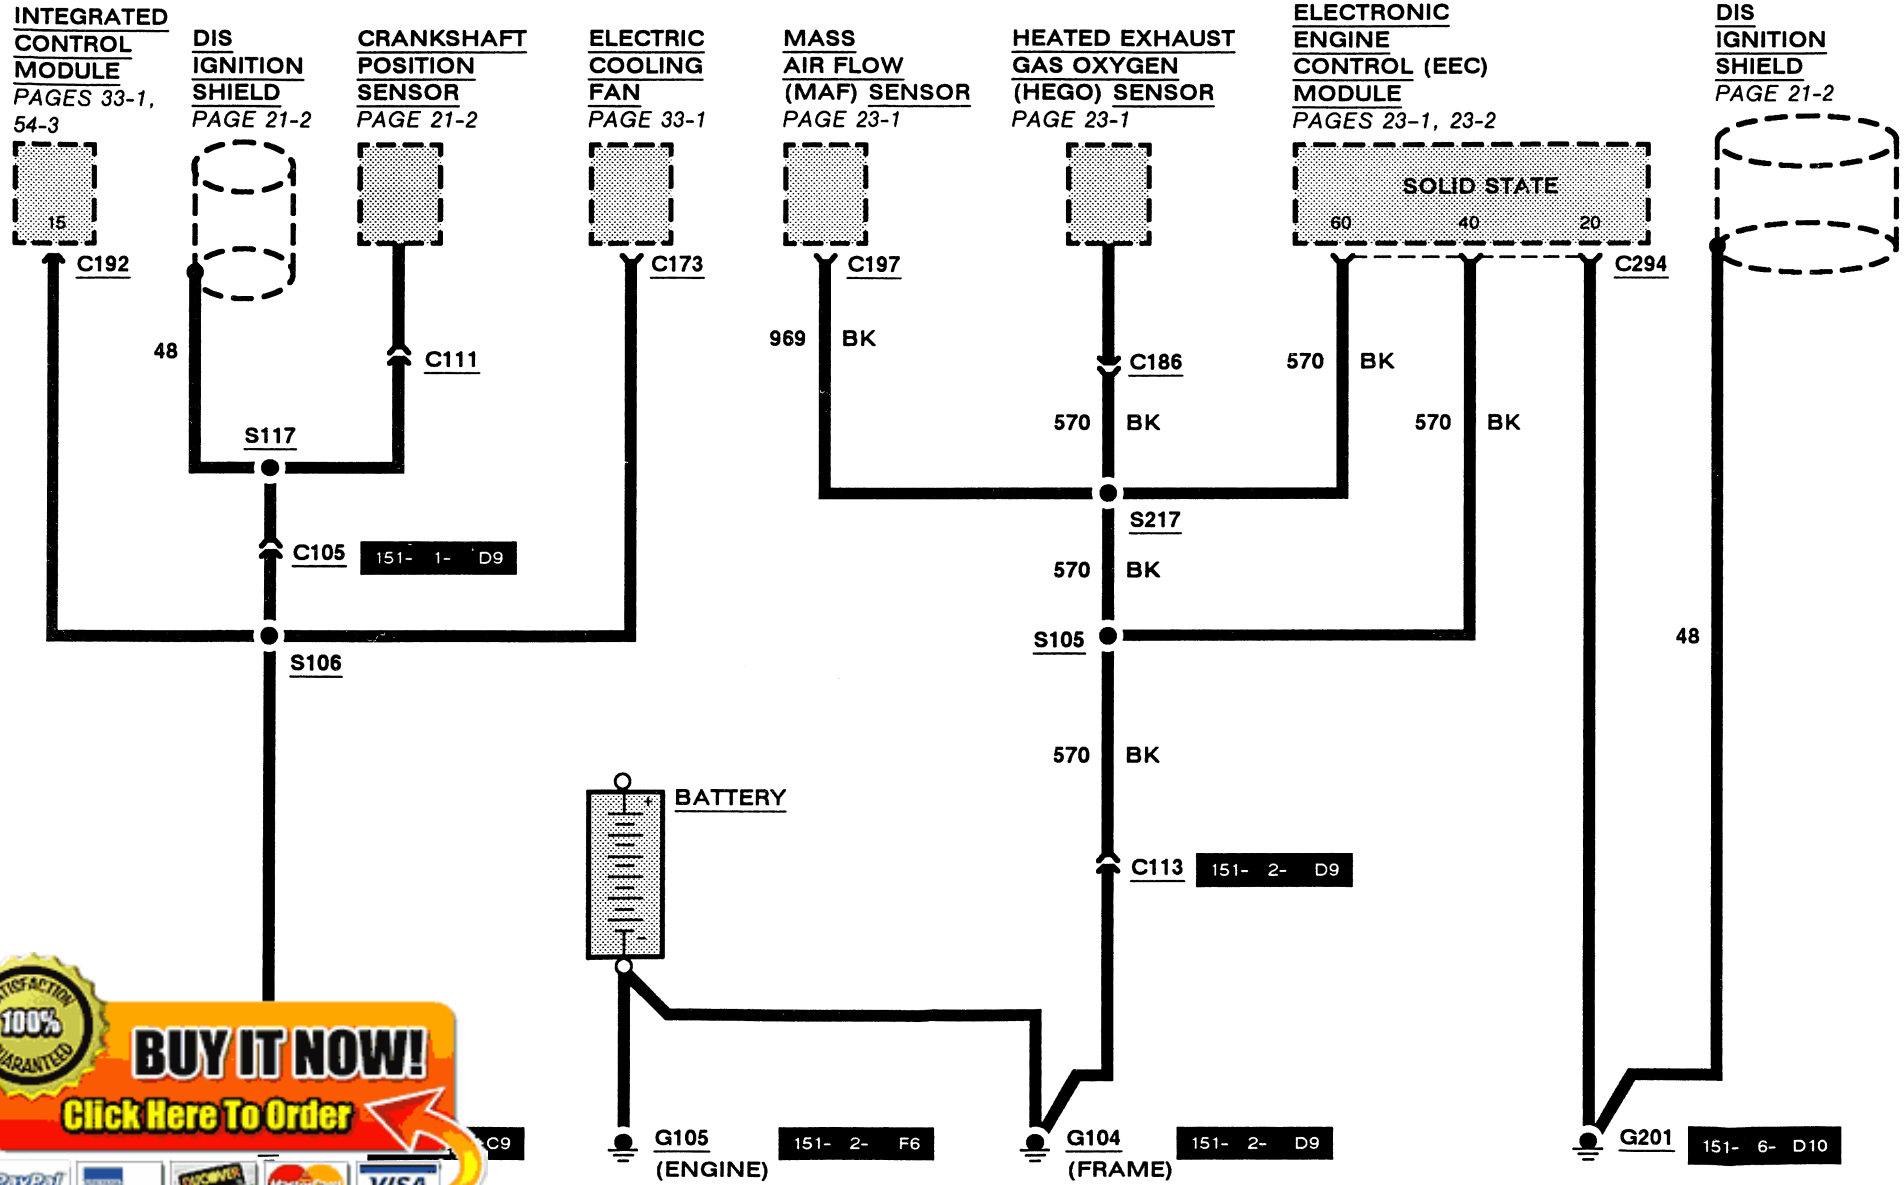 INTEGRATED
CONTROL
MODULE
PAGES 33-1,
54-3
15
C192
DIS
IGNITION
SHIELD
PAGE 21-2
48
CRANKSHAFT
POSITION
SENSOR
PAGE 21-2
C111
S117
C105
151- 1- D9
S106
ELECTRIC
COOLING
FAN
PAGE 33-1
C173
MASS
AIR FLOW
(MAF) SENSOR
PAGE 23-1
C197
969 BK
HEATED EXHAUST
GAS OXYGEN
(HEGO) SENSOR
PAGE 23-1
C186
570 BK
S217
570 BK
S105
570 BK
C113
151- 2- D9
ELECTRONIC
ENGINE
CONTROL (EEC)
MODULE
PAGES 23-1, 23-2
SOLID STATE
60 40 20
C294
570 BK
570 BK
DIS
IGNITION
SHIELD
PAGE 21-2
48
BATTERY
+
-
G105
(ENGINE)
151- 2- F6
G104
(FRAME)
151- 2- D9
G201
151- 6- D10
C9
100%
BUY IT NOW!
Click Here To Order
PayPal
DISCOVER
MasterCard
VISA